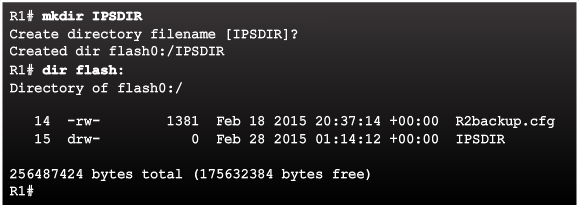 R1# mkdir IPSDIR
Create directory filename [IPSDIR]?
Created dir flash0:/IPSDIR
R1# dir flash:
Directory of flash0:/
14 -rw- 1381 Feb 18 2015 20:37:14 +00:00 R2backup.cfg
15 drw- 0 Feb 28 2015 01:14:12 +00:00 IPSDIR
256487424 bytes total (175632384 bytes free)
R1#